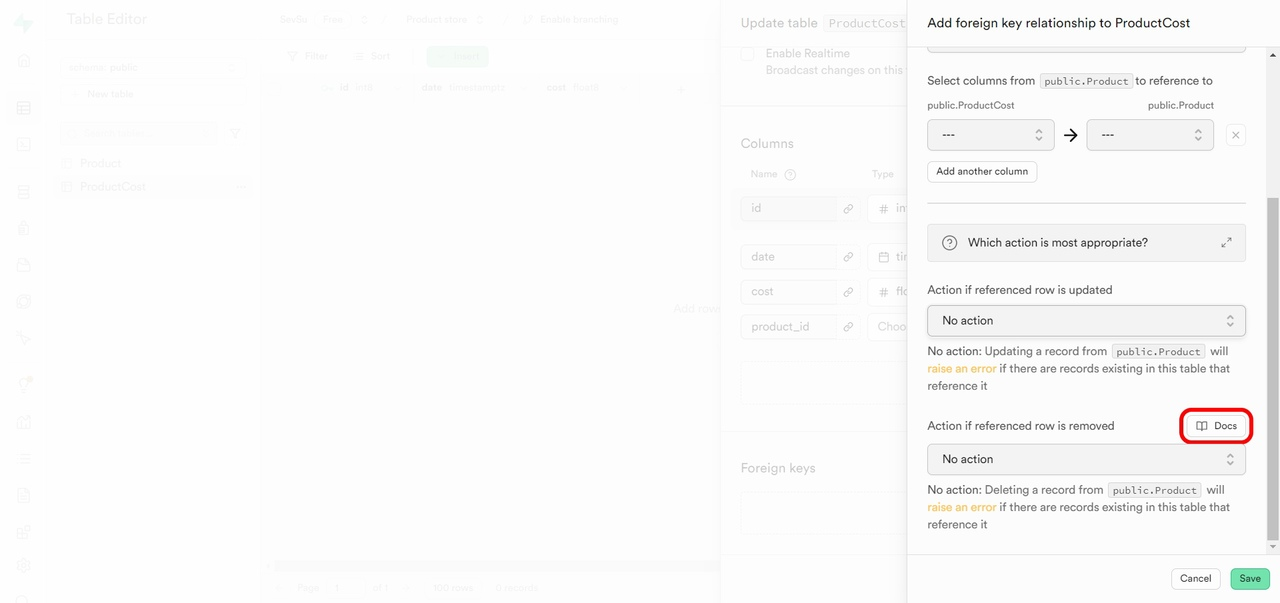 Table Editor
SevSo Free Product store Enable branching
Update table ProductCost
Add foreign key relationship to ProductCost
Filter Sort Insert
Enable Realtime
Broadcast changes on this
schema: public
New table
id int8 date timestamptz cost float8
Select columns from public.Product to reference to
public.ProductCost public.Product
--- ---
Add another column
Columns
Name Type
Product
ProductCost
id in
date tim
cost flo
product_id Choo
Add rows
Which action is most appropriate?
Action if referenced row is updated
No action
No action: Updating a record from public.Product will
raise an error if there are records existing in this table that
reference it
Action if referenced row is removed Docs
No action
No action: Deleting a record from public.Product will
raise an error if there are records existing in this table that
reference it
Foreign keys
Page 1 of 1 100 rows 0 records
Cancel Save